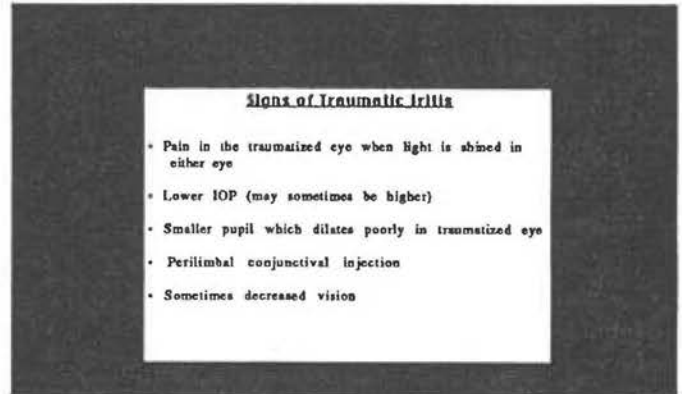 Signs of Traumatic Iritis
• Pain in the traumatized eye when light is shined in
either eye
• Lower IOP (may sometimes be higher)
• Smaller pupil which dilates poorly in traumatized eye
• Perilimbal conjunctival injection
• Sometimes decreased vision